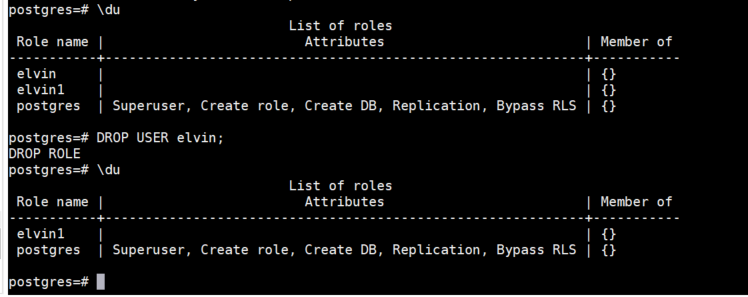 postgres=# \du
                                   List of roles
 Role name |                         Attributes                         | Member of
-----------+------------------------------------------------------------+-----------
 elvin     |                                                            | {}
 elvin1    |                                                            | {}
 postgres  | Superuser, Create role, Create DB, Replication, Bypass RLS | {}
postgres=# DROP USER elvin;
DROP ROLE
postgres=# \du
                                   List of roles
 Role name |                         Attributes                         | Member of
-----------+------------------------------------------------------------+-----------
 elvin1    |                                                            | {}
 postgres  | Superuser, Create role, Create DB, Replication, Bypass RLS | {}
postgres=#